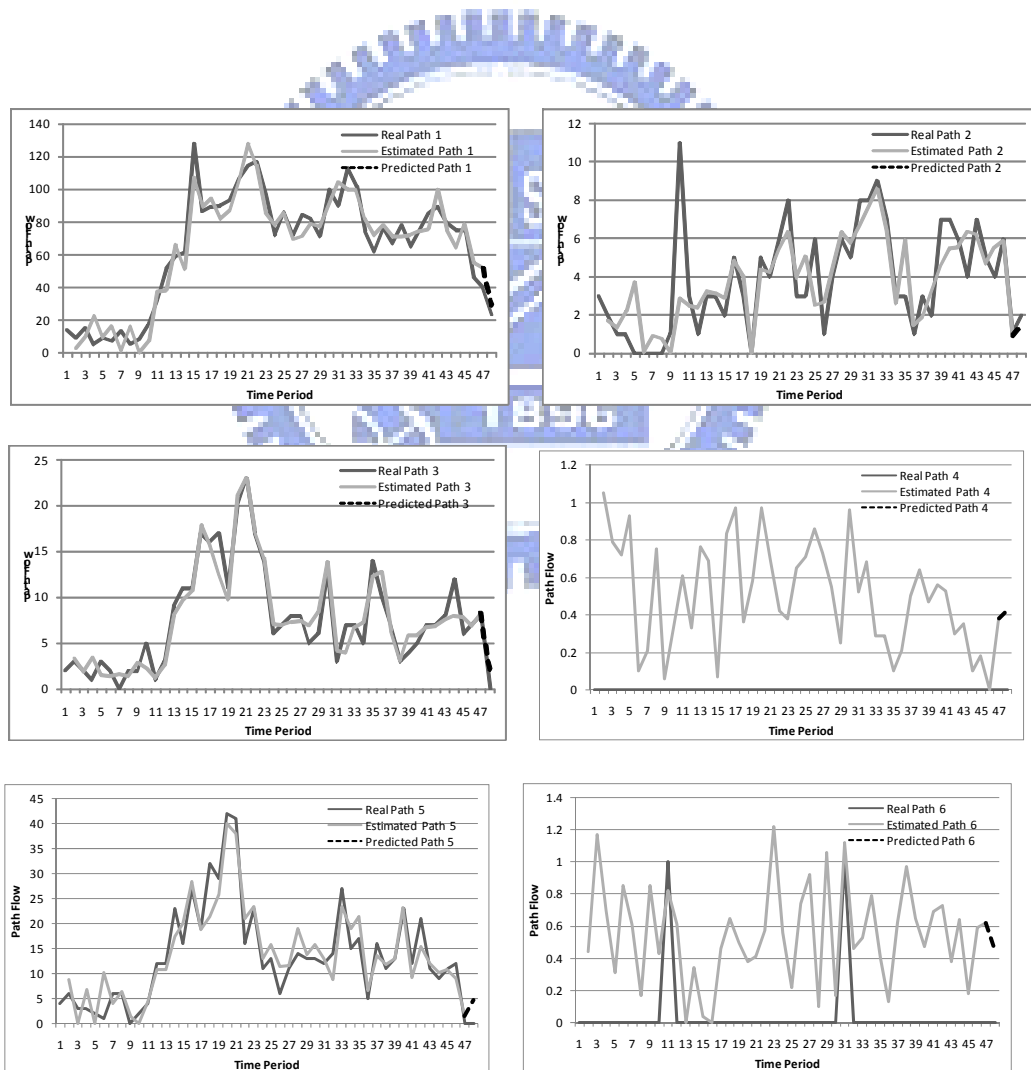 140
120
100
80
60
40
20
0
Real Path 1
Estimated Path 1
Predicted Path 1
1 3 5 7 9 11 13 15 17 19 21 23 25 27 29 31 33 35 37 39 41 43 45 47
Time Period
12
10
8
6
4
2
0
Real Path 2
Estimated Path 2
Predicted Path 2
1 3 5 7 9 11 13 15 17 19 21 23 25 27 29 31 33 35 37 39 41 43 45 47
Time Period
1896
25
20
15
10
5
0
Real Path 3
Estimated Path 3
Predicted Path 3
1 3 5 7 9 11 13 15 17 19 21 23 25 27 29 31 33 35 37 39 41 43 45 47
Time Period
1.2
1
0.8
0.6
0.4
0.2
0
Path Flow
Real Path 4
Estimated Path 4
Predicted Path 4
1 3 5 7 9 11 13 15 17 19 21 23 25 27 29 31 33 35 37 39 41 43 45 47
Time Period
45
40
35
30
25
20
15
10
5
0
Path Flow
Real Path 5
Estimated Path 5
Predicted Path 5
1 3 5 7 9 11 13 15 17 19 21 23 25 27 29 31 33 35 37 39 41 43 45 47
Time Period
1.4
1.2
1
0.8
0.6
0.4
0.2
0
Path Flow
Real Path 6
Estimated Path 6
Predicted Path 6
1 3 5 7 9 11 13 15 17 19 21 23 25 27 29 31 33 35 37 39 41 43 45 47
Time Period